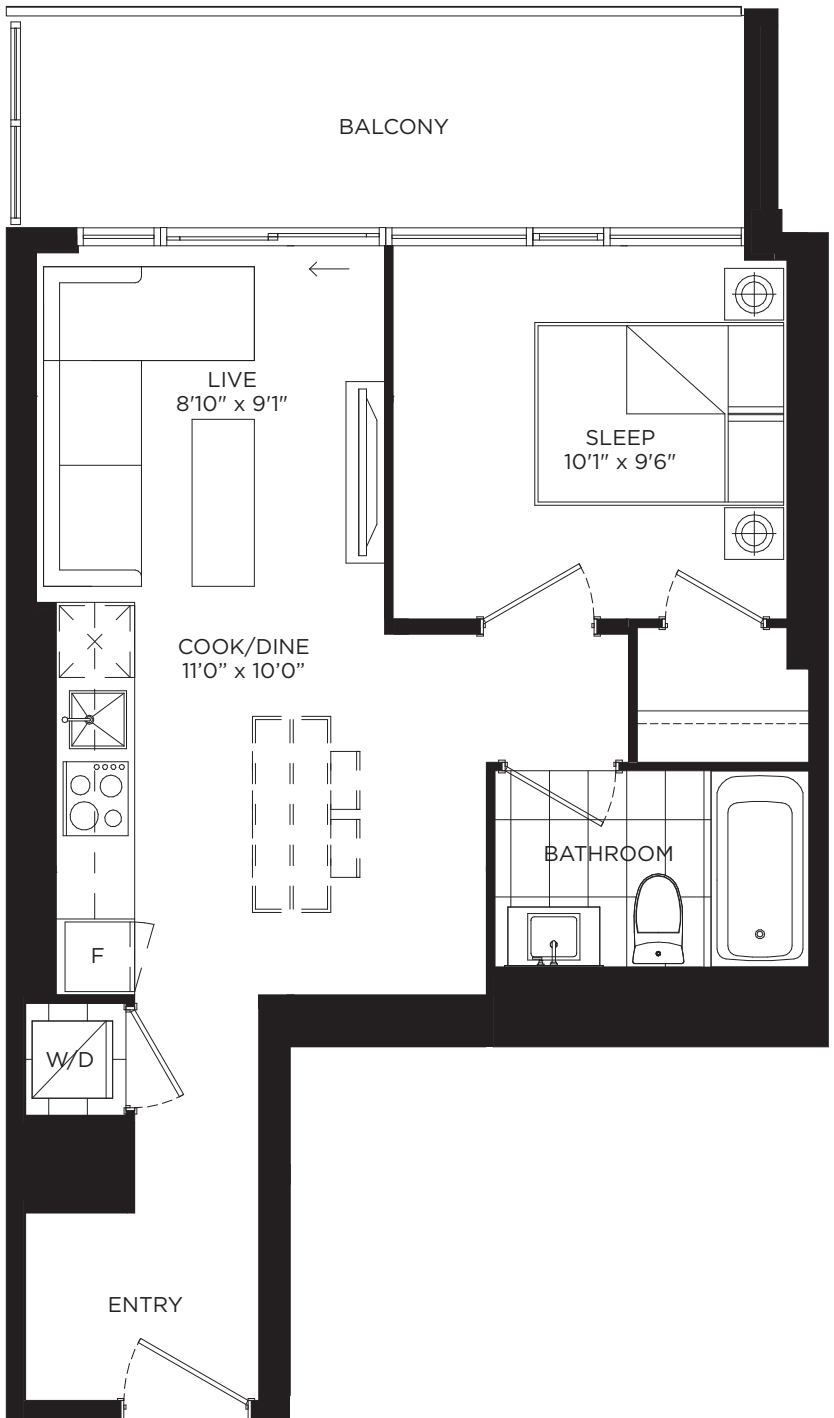 BALCONY
LIVE
8'10" x 9'1"
SLEEP
10'1" x 9'6"
COOK/DINE
11’0” x 10’0”
BATHROOM
F
W/D
ENTRY